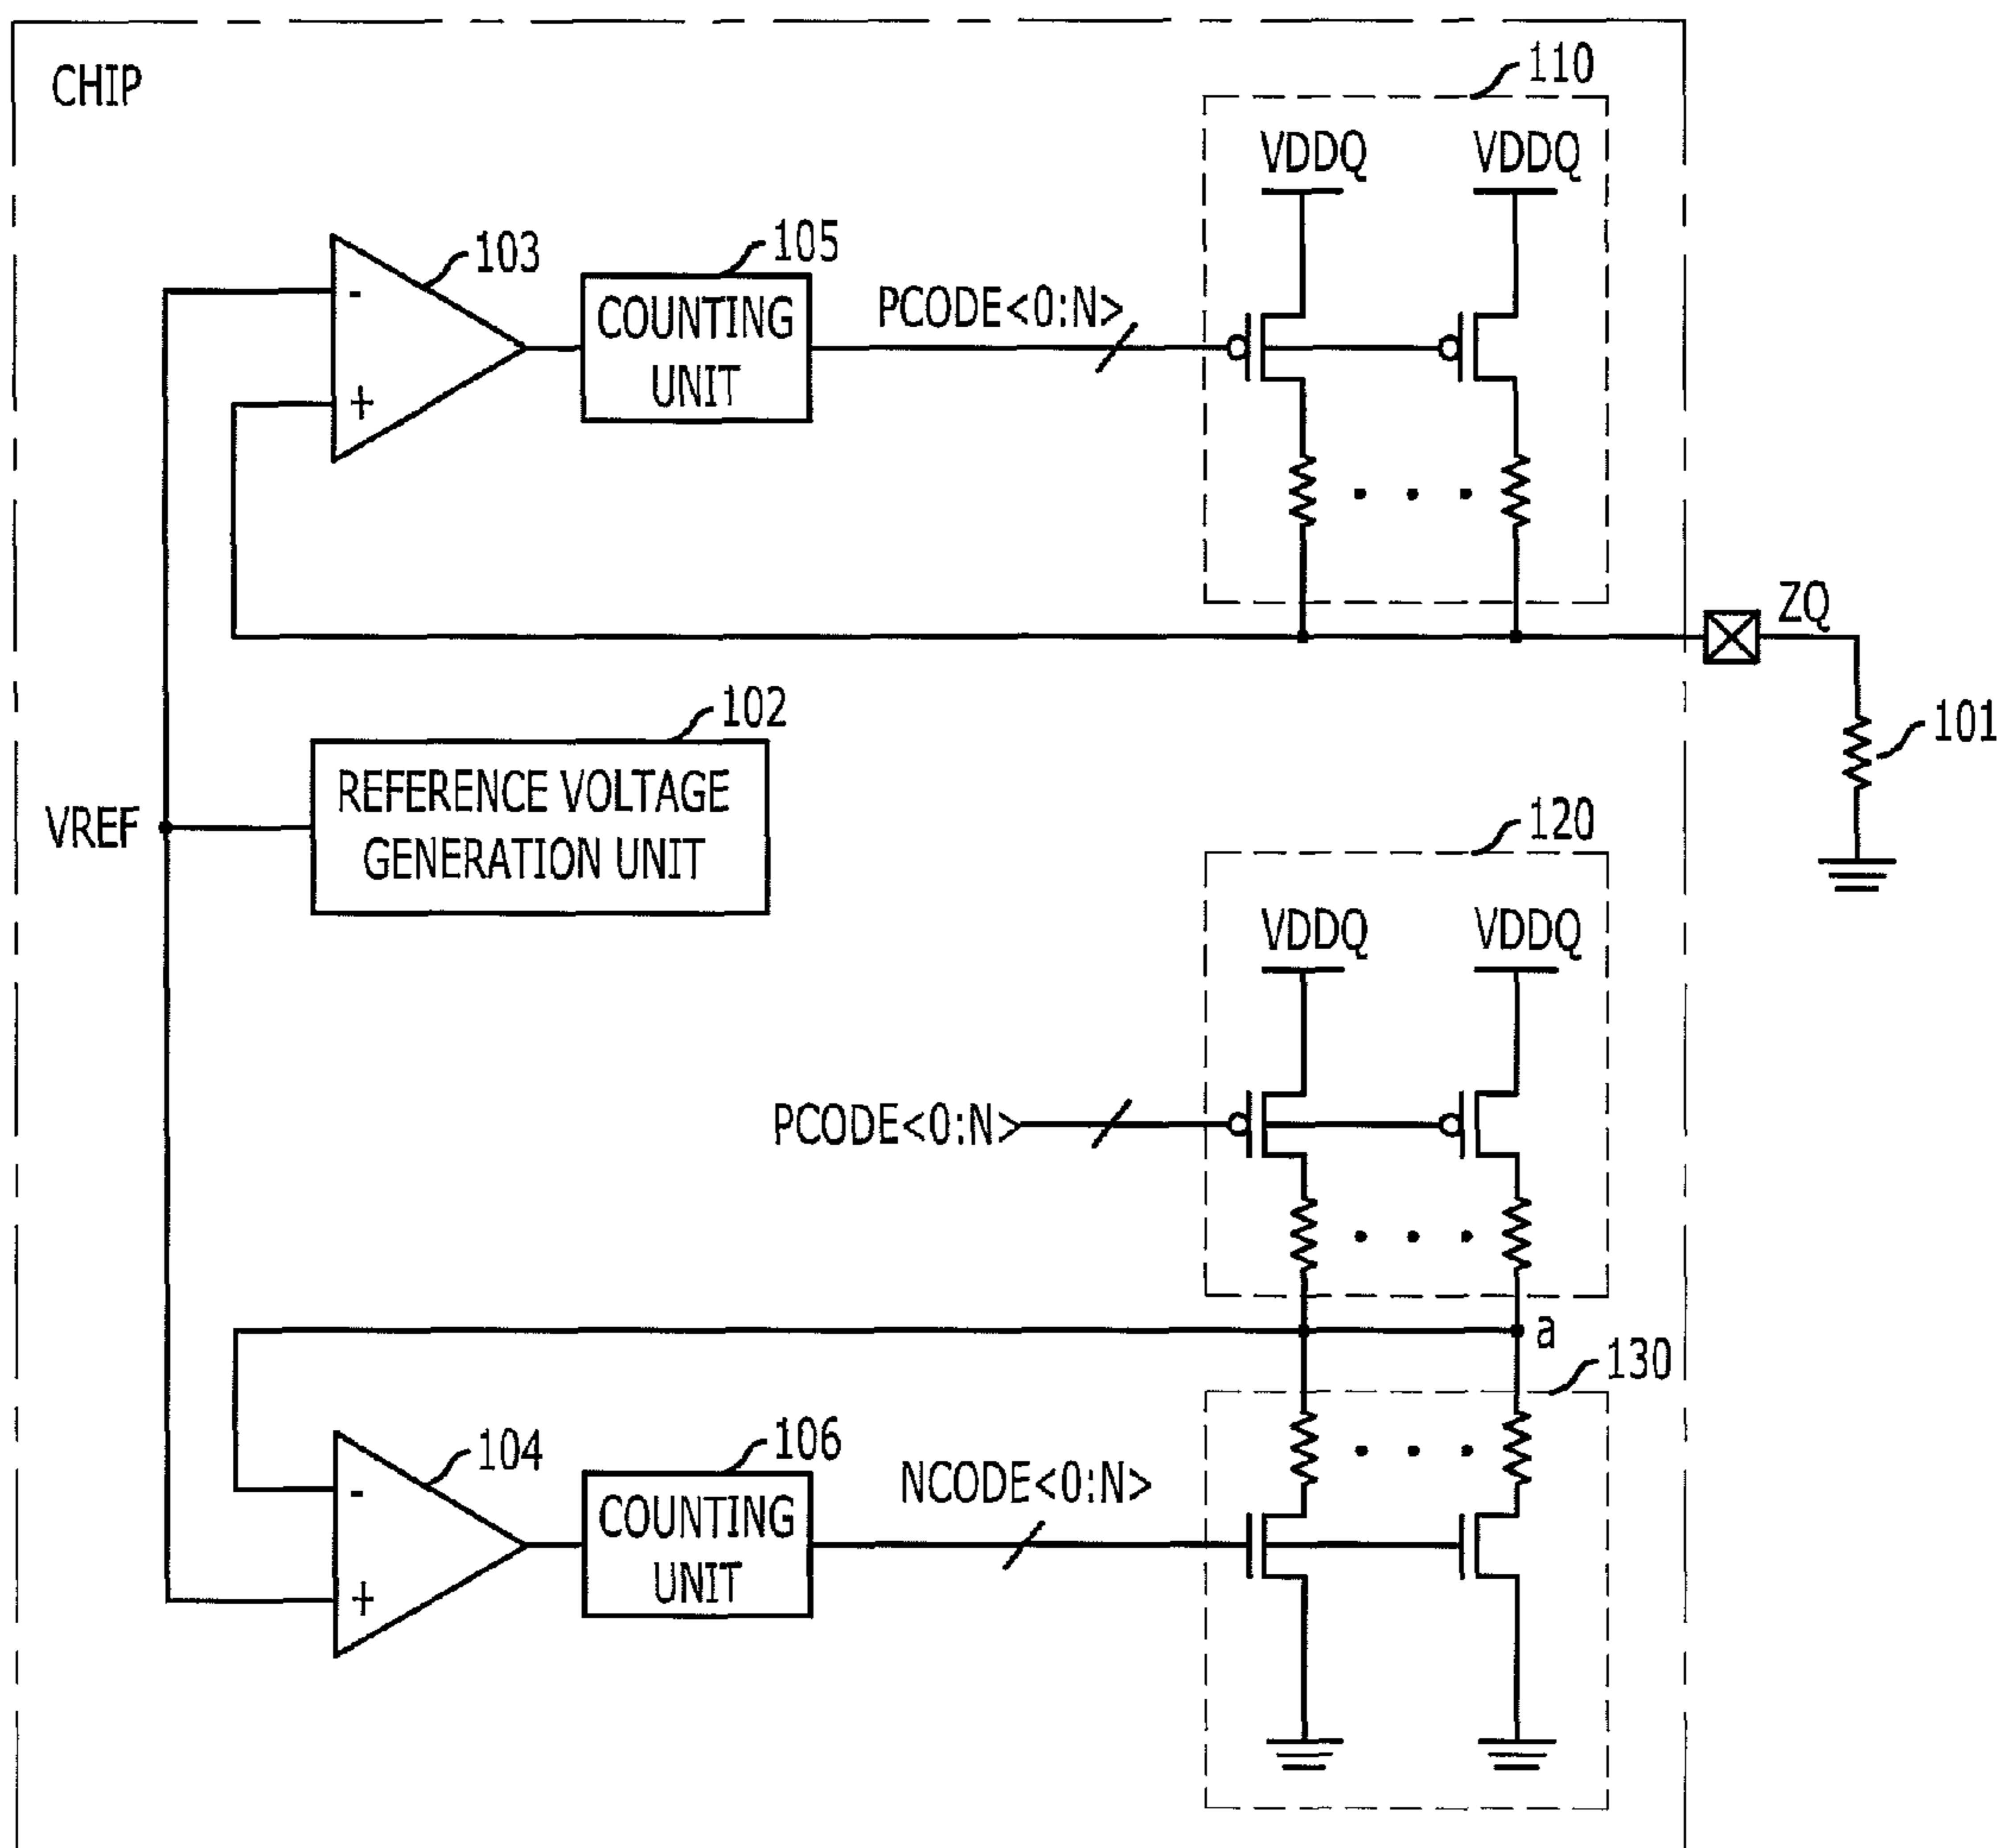 CHIP
110
VDDQ VDDQ
103
-
+
105
COUNTING
UNIT
PCODE<0:N>
ZQ
101
102
REFERENCE VOLTAGE
GENERATION UNIT
VREF
120
VDDQ VDDQ
PCODE<0:N>
a
130
104
-
+
106
COUNTING
UNIT
NCODE<0:N>